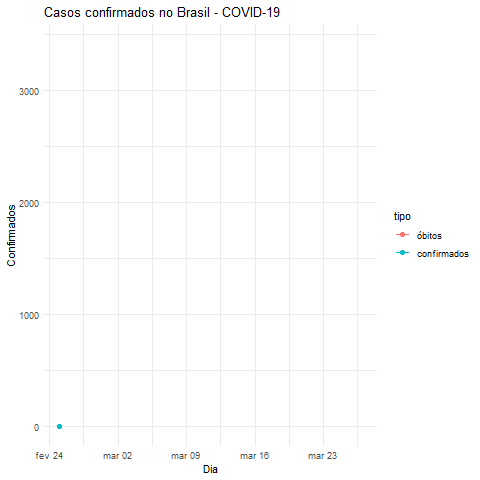 Casos confirmados no Brasil - COVID-19
3000
2000
1000
0
Confirmados
fev 24 mar 02 mar 09 mar 16 mar 23
Dia
tipo
óbitos
confirmados